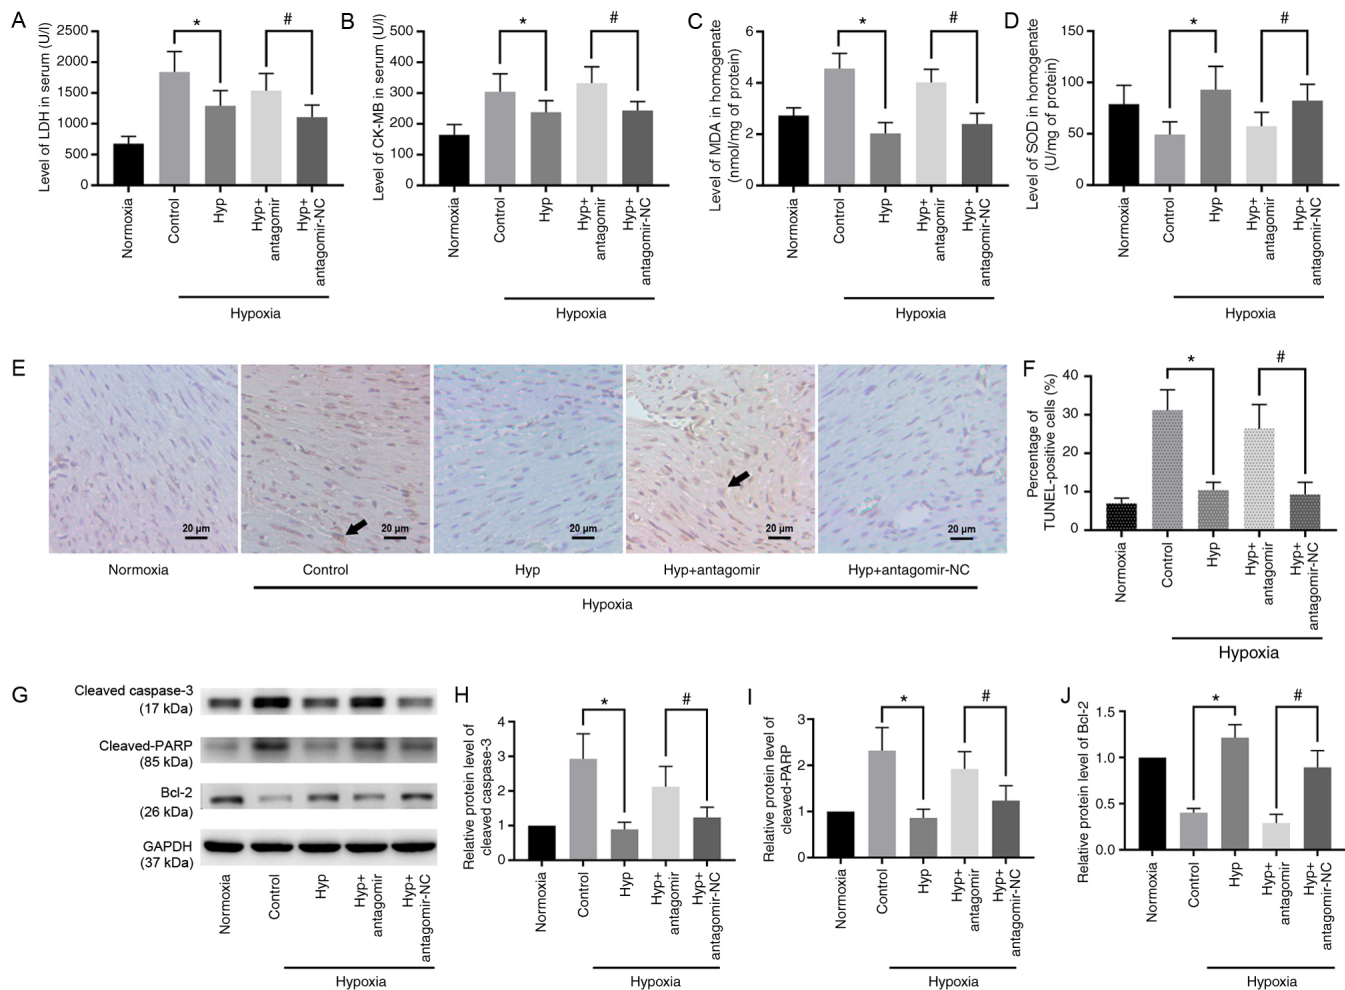 A
Level of LDH in serum (U/l)
2500
2000
1500
1000
500
0
*
#
Normoxia
Control
Hyp
Hyp+
antagomir
Hyp+
antagomir-NC
Hypoxia
B
Level of CK-MB in serum (U/l)
500
400
300
200
100
0
*
#
Normoxia
Control
Hyp
Hyp+
antagomir
Hyp+
antagomir-NC
Hypoxia
C
Level of MDA in homogenate
(nmol/mg of protein)
6
4
2
0
*
#
Normoxia
Control
Hyp
Hyp+
antagomir
Hyp+
antagomir-NC
Hypoxia
D
Level of SOD in homogenate
(U/mg of protein)
150
100
50
0
*
#
Normoxia
Control
Hyp
Hyp+
antagomir
Hyp+
antagomir-NC
Hypoxia
E
20 μm
20 μm
20 μm
20 μm
20 μm
Normoxia
Control
Hyp
Hyp+antagomir
Hyp+antagomir-NC
Hypoxia
F
Percentage of
TUNEL-positive cells (%)
40
30
20
10
0
*
#
Normoxia
Control
Hyp
Hyp+
antagomir
Hyp+
antagomir-NC
Hypoxia
G
Cleaved caspase-3
(17 kDa)
Cleaved-PARP
(85 kDa)
Bcl-2
(26 kDa)
GAPDH
(37 kDa)
Normoxia
Control
Hyp
Hyp+
antagomir
Hyp+
antagomir-NC
Hypoxia
H
Relative protein level of
cleaved caspase-3
4
3
2
1
0
*
#
Normoxia
Control
Hyp
Hyp+
antagomir
Hyp+
antagomir-NC
Hypoxia
I
Relative protein level of
cleaved-PARP
3
2
1
0
*
#
Normoxia
Control
Hyp
Hyp+
antagomir
Hyp+
antagomir-NC
Hypoxia
J
Relative protein level of Bcl-2
1.5
1.0
0.5
0.0
*
#
Normoxia
Control
Hyp
Hyp+
antagomir
Hyp+
antagomir-NC
Hypoxia